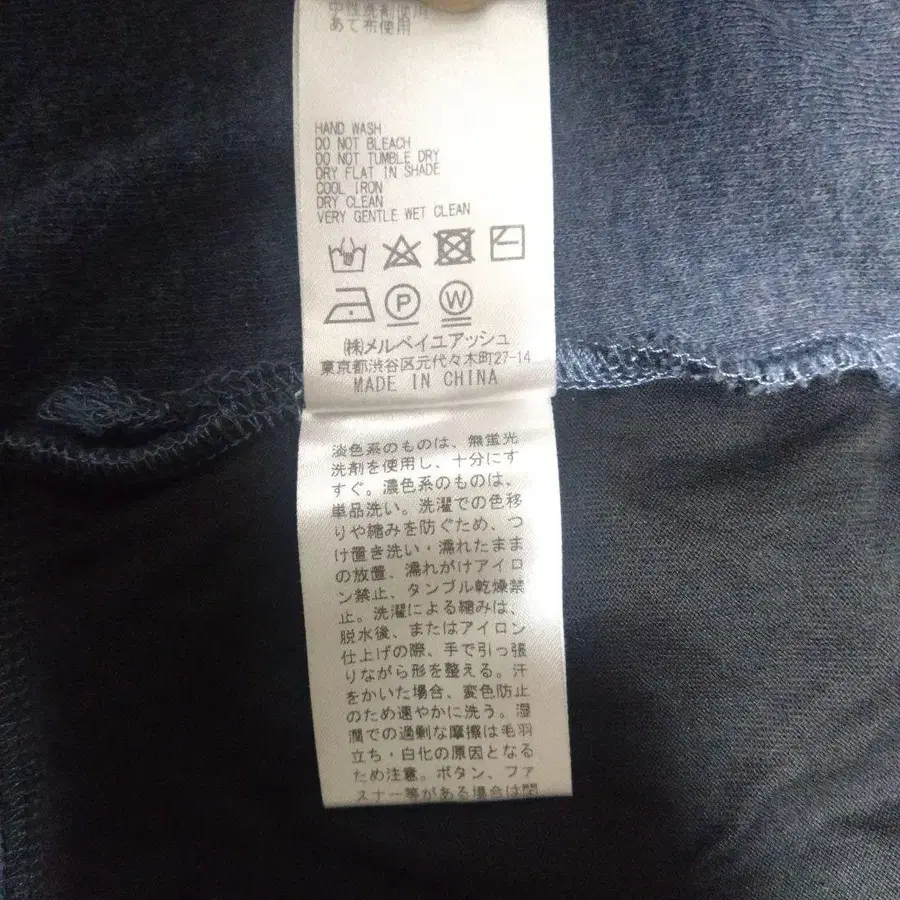 中性洗剤使用
あて布使用
HAND WASH
DO NOT BLEACH
DO NOT TUMBLE DRY
DRY FLAT IN SHADE
COOL IRON
DRY CLEAN
VERY GENTLE WET CLEAN
P W
㈱メルベイユアッシュ
東京都渋谷区元代々木町27-14
MADE IN CHINA
淡色系のものは、無蛍光
洗剤を使用し、十分にす
すぐ。濃色系のものは、
単品洗い。洗濯での色移
りや縮みを防ぐため、つ
け置き洗い・濡れたまま
の放置、濡れがけアイロ
ン禁止、タンブル乾燥禁
止。洗濯による縮みは、
脱水後、またはアイロン
仕上げの際、手で引っ張
りながら形を整える。汗
をかいた場合、変色防止
のため速やかに洗う。湿
潤での過剰な摩擦は毛羽
立ち・白化の原因となる
ため注意。ボタン、ファ
スナー等がある場合は閉